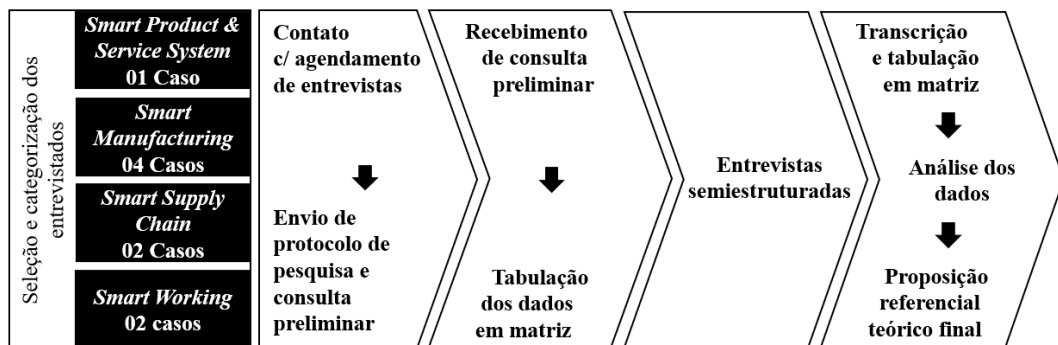 Seleção e categorização dos
entrevistados
Smart Product &
Service System
01 Caso
Smart
Manufacturing
04 Casos
Smart Supply
Chain
02 Casos
Smart Working
02 casos
Contato
c/ agendamento
de entrevistas
Envio de
protocolo de
pesquisa e
consulta
preliminar
Recebimento
de consulta
preliminar
Tabulação
dos dados
em matriz
Entrevistas
semiestruturadas
Transcrição
e tabulação
em matriz
Análise dos
dados
Proposição
referencial
teórico final